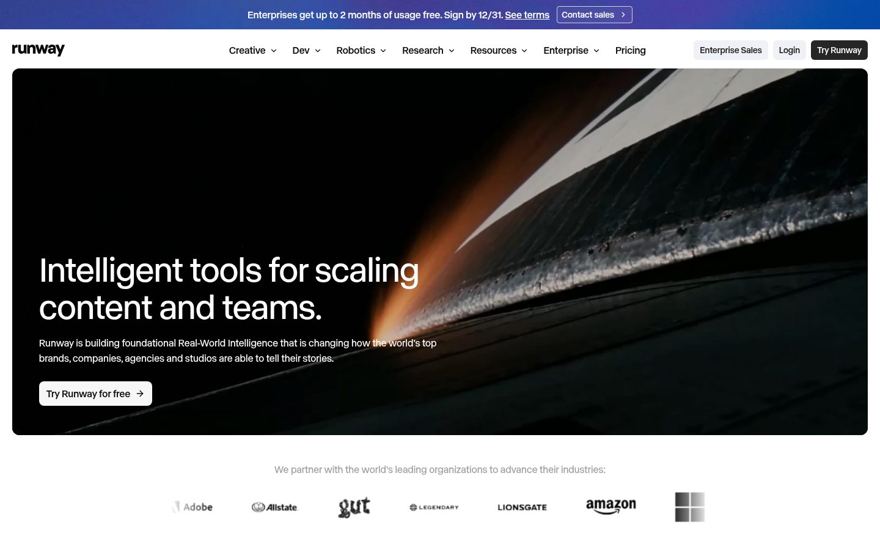 Enterprises get up to 2 months of usage free. Sign by 12/31. See terms Contact sales
runway Creative Dev Robotics Research Resources Enterprise Pricing Enterprise Sales Login Try Runway
Intelligent tools for scaling
content and teams.
Runway is building foundational Real-World Intelligence that is changing how the world's top
brands, companies, agencies and studios are able to tell their stories.
Try Runway for free
We partner with the world's leading organizations to advance their industries:
Adobe Allstate gut LEGENDARY LIONSGATE amazon